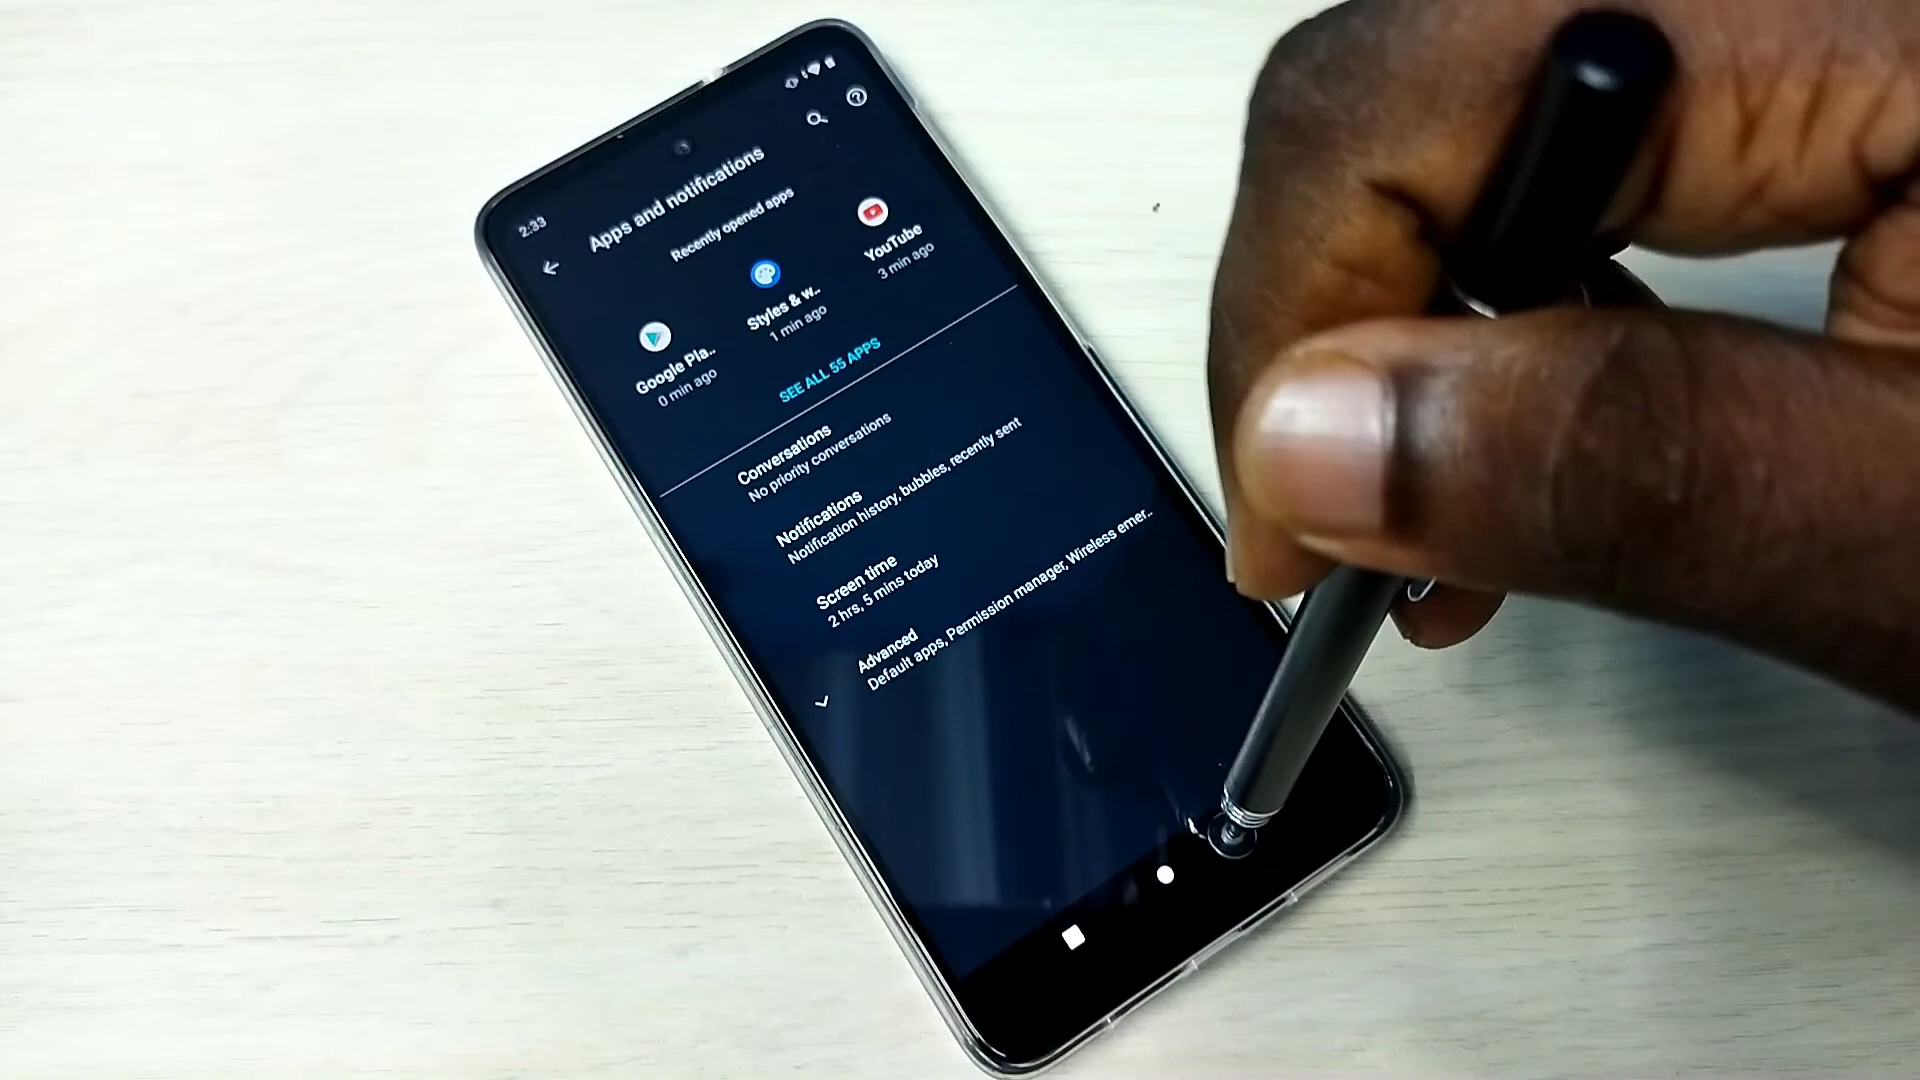 2:33
Apps and notifications
Recently opened apps
Google Pla..
0 min ago
Styles & w..
1 min ago
YouTube
3 min ago
SEE ALL 55 APPS
Conversations
No priority conversations
Notifications
Notification history, bubbles, recently sent
Screen time
2 hrs, 5 mins today
Advanced
Default apps, Permission manager, Wireless emer..